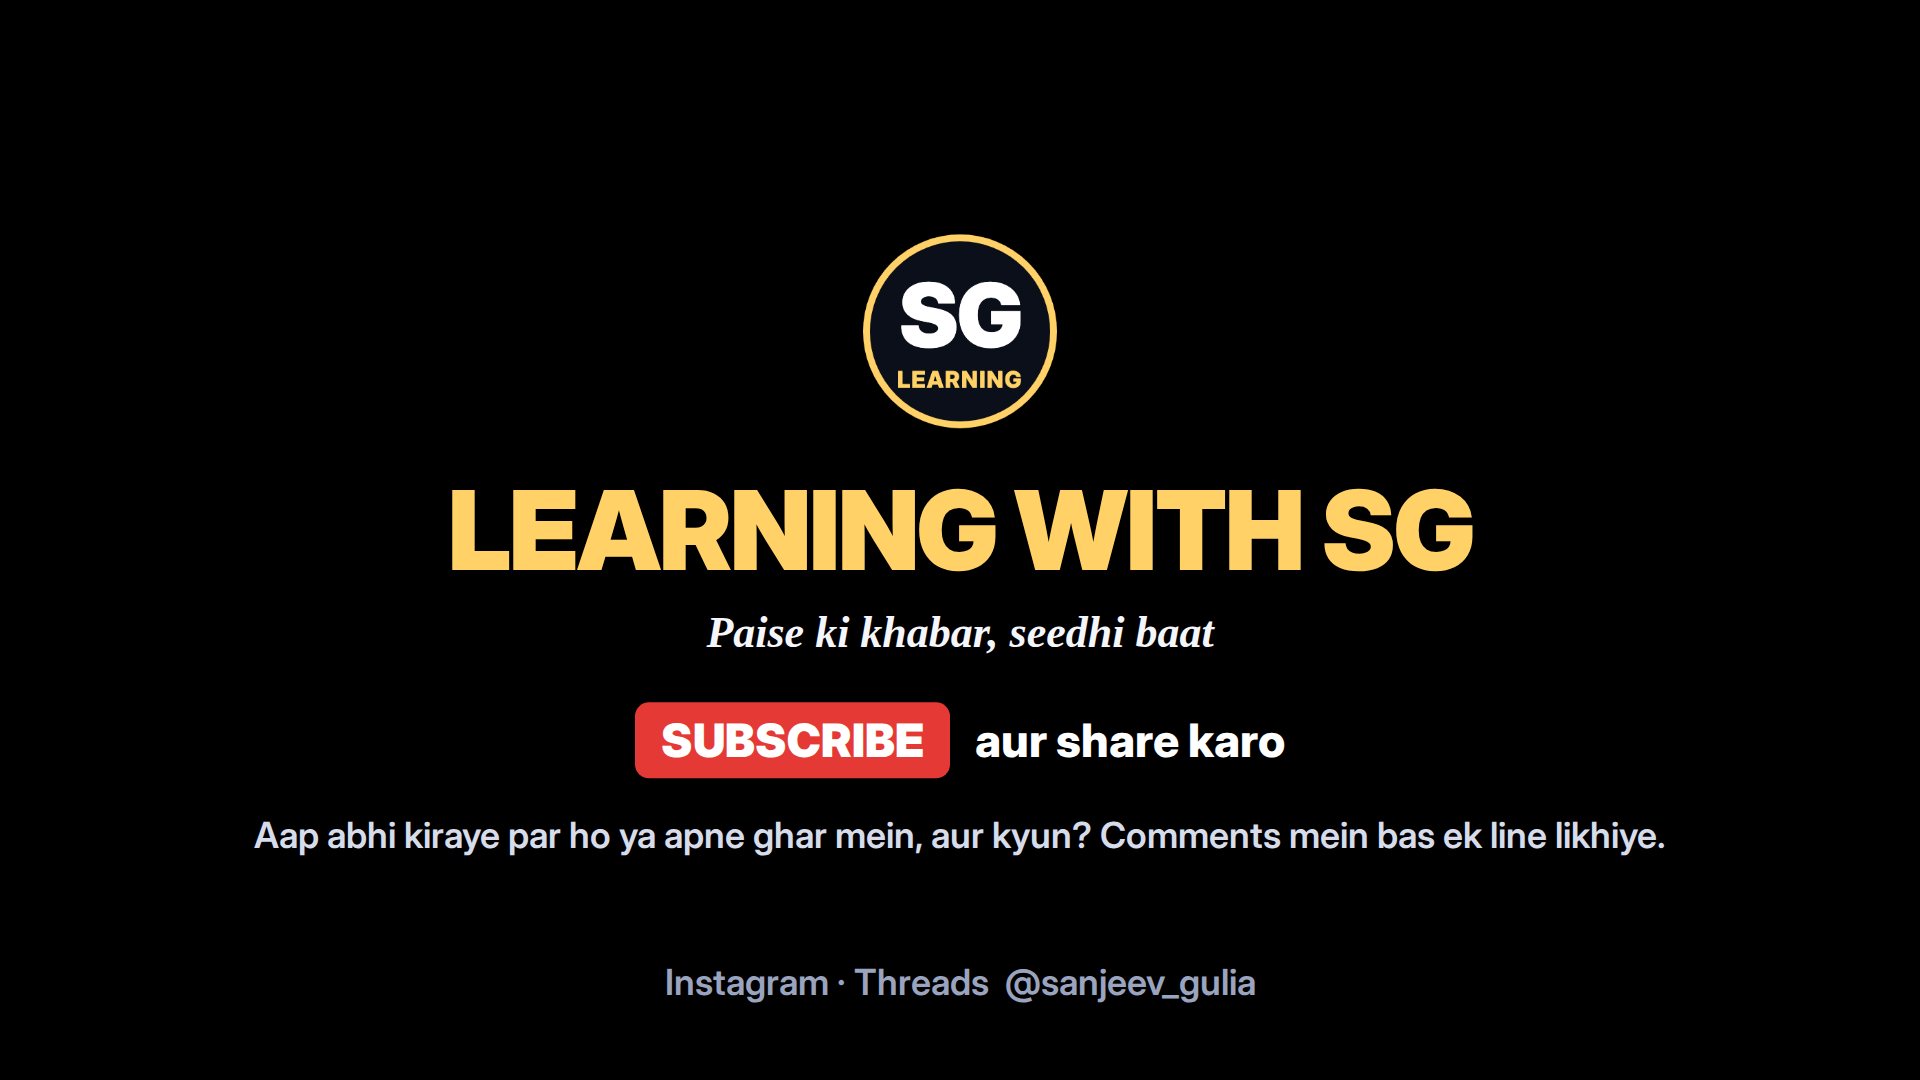 SG
LEARNING
LEARNING WITH SG
Paise ki khabar, seedhi baat
SUBSCRIBE aur share karo
Aap abhi kiraye par ho ya apne ghar mein, aur kyun? Comments mein bas ek line likhiye.
Instagram · Threads @sanjeev_gulia